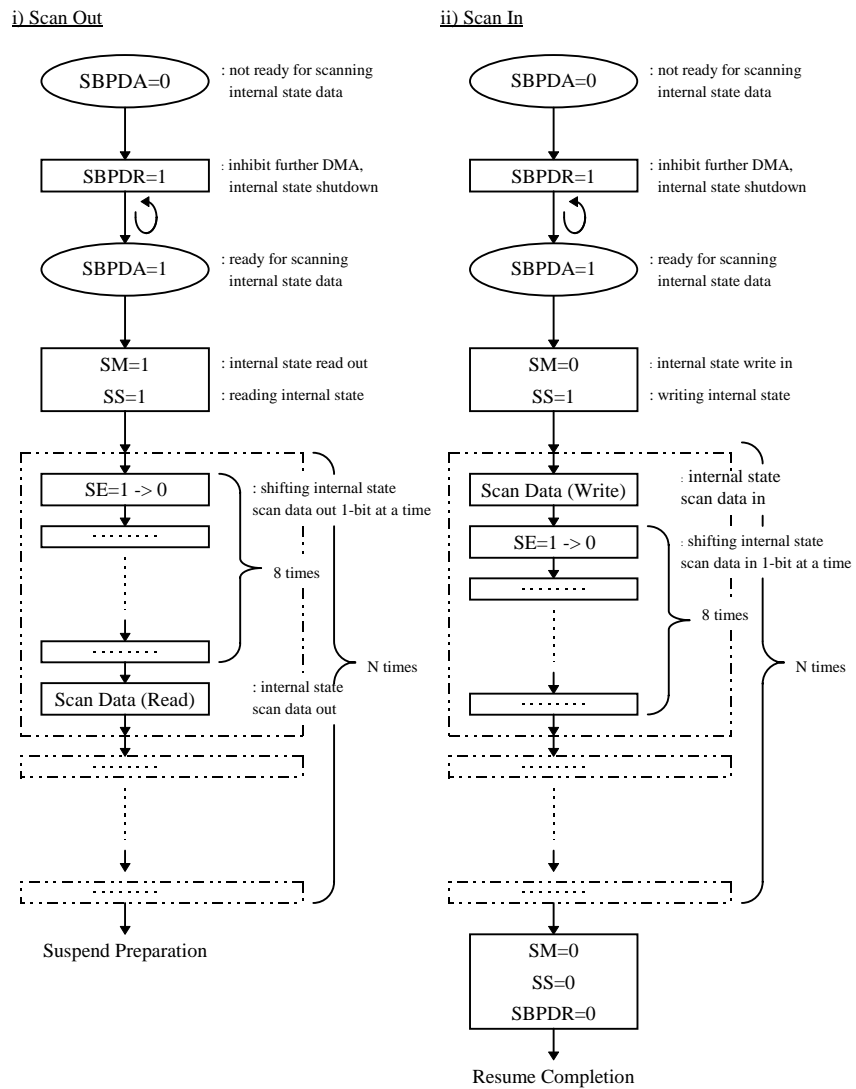 i) Scan Out
SBPDA=0
: not ready for scanning
internal state data
SBPDR=1
: inhibit further DMA,
internal state shutdown
SBPDA=1
: ready for scanning
internal state data
SM=1
: internal state read out
SS=1
: reading internal state
SE=1 -> 0
: shifting internal state
scan data out 1-bit at a time
8 times
Scan Data (Read)
: internal state
scan data out
N times
Suspend Preparation
ii) Scan In
SBPDA=0
: not ready for scanning
internal state data
SBPDR=1
: inhibit further DMA,
internal state shutdown
SBPDA=1
: ready for scanning
internal state data
SM=0
: internal state write in
SS=1
: writing internal state
Scan Data (Write)
: internal state
scan data in
SE=1 -> 0
: shifting internal state
scan data in 1-bit at a time
8 times
N times
SM=0
SS=0
SBPDR=0
Resume Completion